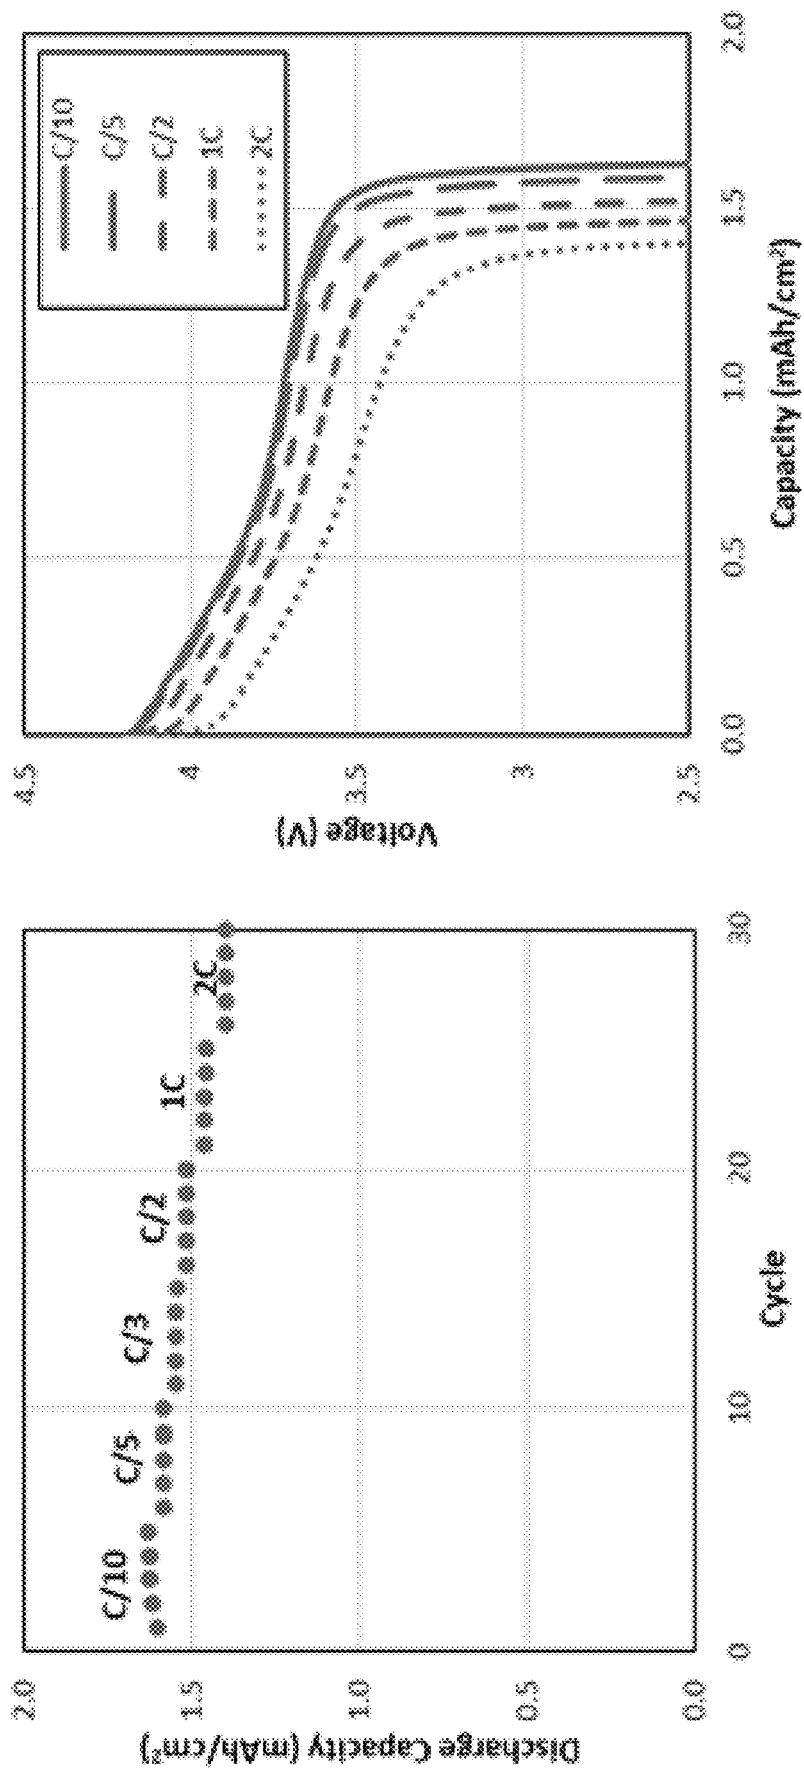 Discharge Capacity (mAh/cm²)
2.0
1.5
1.0
0.5
0.0
C/10
C/5
C/3
C/2
1C
2C
0
10
20
30
Cycle
Voltage (V)
4.5
4
3.5
3
2.5
C/10
C/5
C/2
1C
2C
0.0
0.5
1.0
1.5
2.0
Capacity (mAh/cm²)